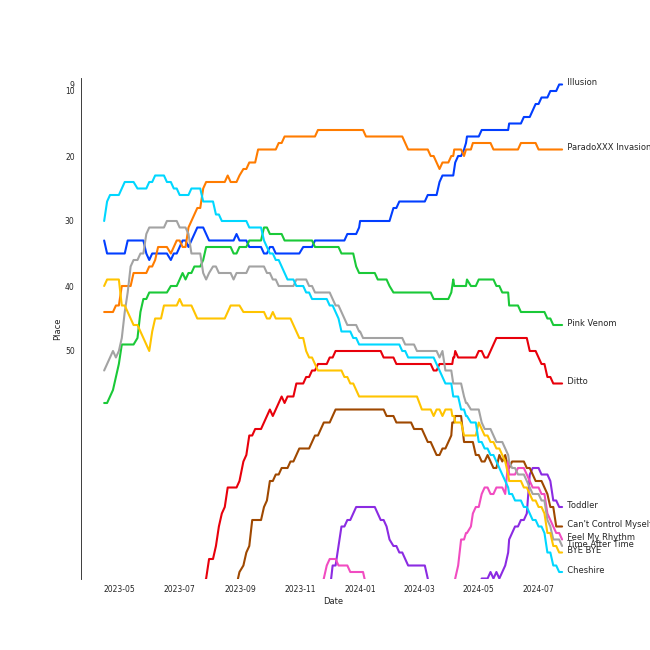 9
10
20
30
40
50
Place
Illusion
ParadoXXX Invasion
Pink Venom
Ditto
Toddler
Can't Control Myself
Feel My Rhythm
Time After Time
BYE BYE
Cheshire
2023-05
2023-07
2023-09
2023-11
2024-01
2024-03
2024-05
2024-07
Date